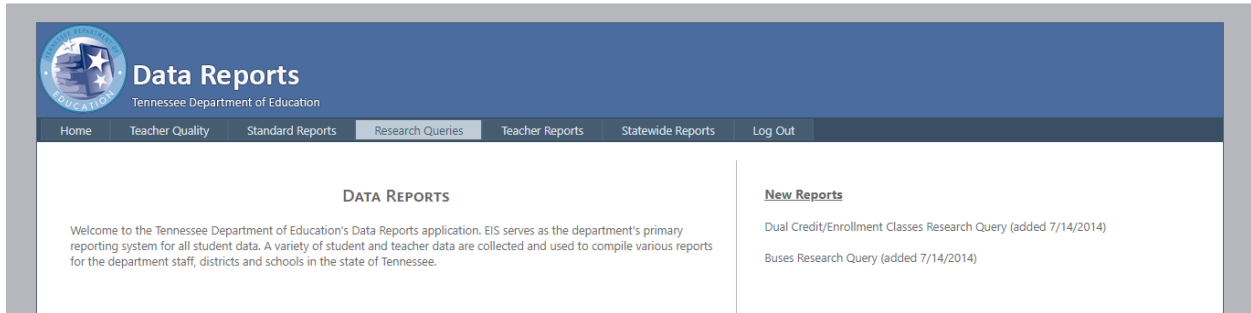 TENNESSEE DEPARTMENT OF
EDUCATION
Data Reports
Tennessee Department of Education
Home Teacher Quality Standard Reports Research Queries Teacher Reports Statewide Reports Log Out
DATA REPORTS
Welcome to the Tennessee Department of Education's Data Reports application. EIS serves as the department's primary
reporting system for all student data. A variety of student and teacher data are collected and used to compile various reports
for the department staff, districts and schools in the state of Tennessee.
New Reports
Dual Credit/Enrollment Classes Research Query (added 7/14/2014)
Buses Research Query (added 7/14/2014)